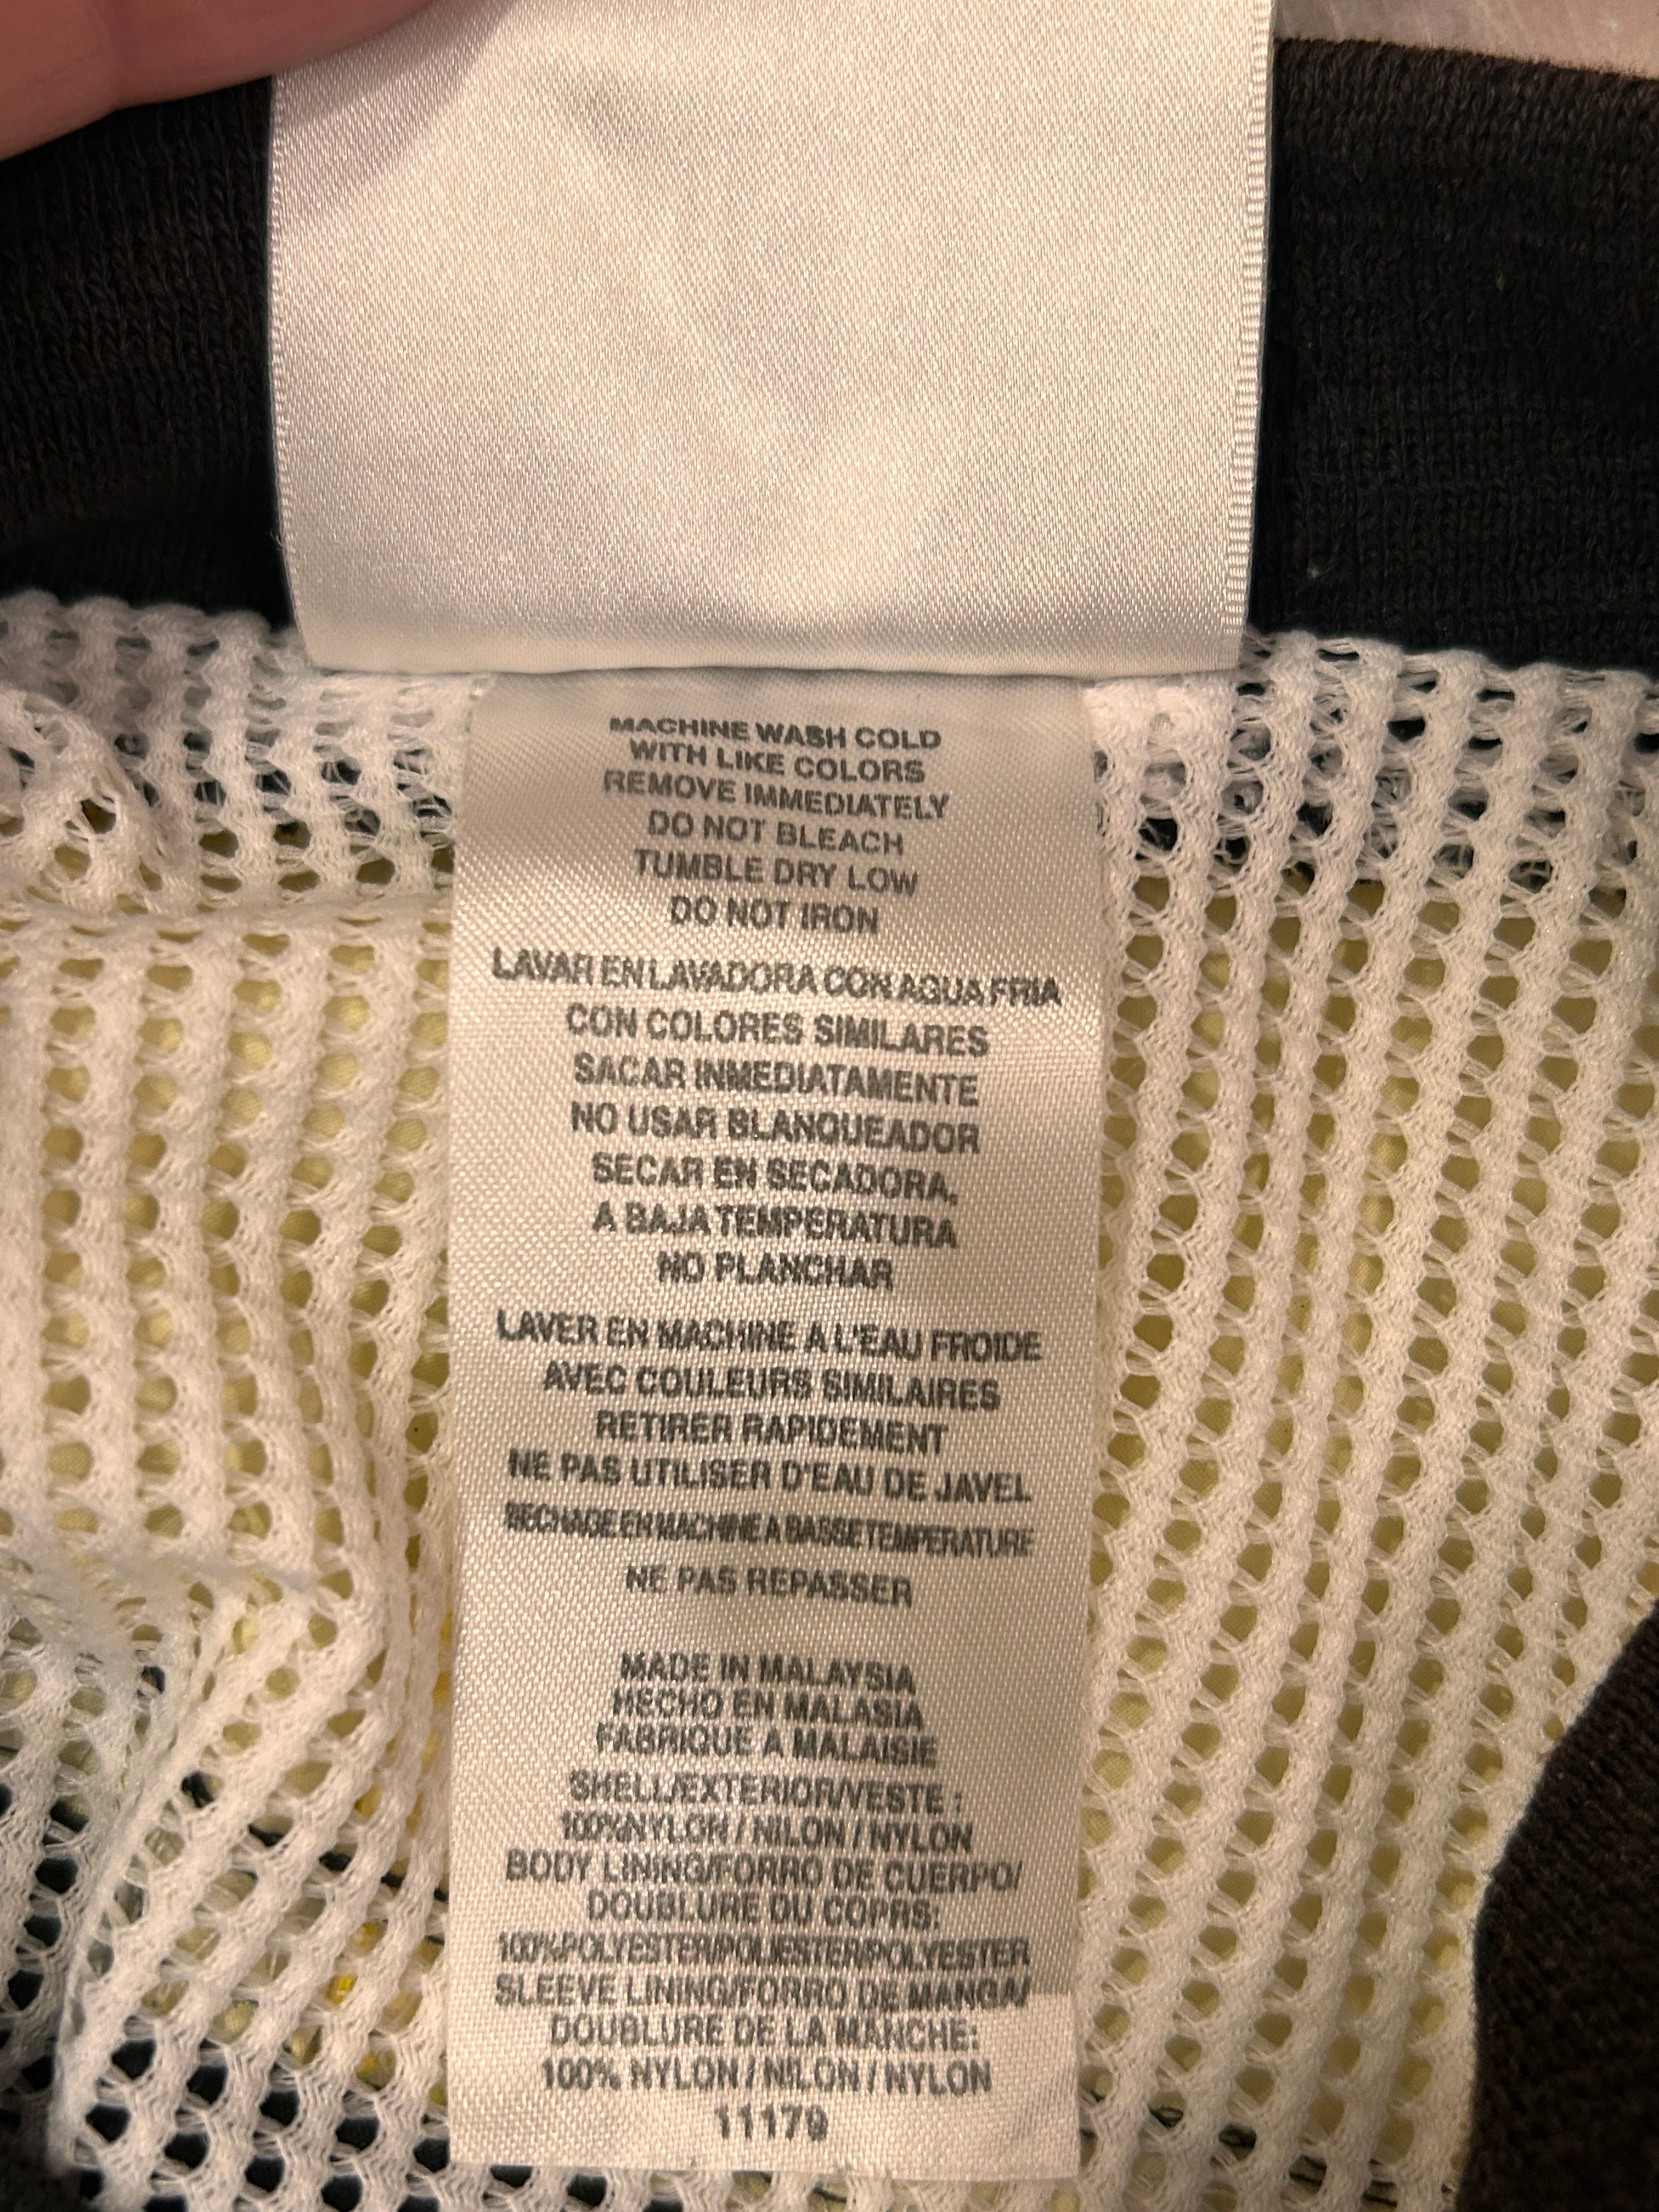 MACHINE WASH COLD
WITH LIKE COLORS
REMOVE IMMEDIATELY
DO NOT BLEACH
TUMBLE DRY LOW
DO NOT IRON
LAVAR EN LAVADORA CON AGUA FRIA
CON COLORES SIMILARES
SACAR INMEDIATAMENTE
NO USAR BLANQUEADOR
SECAR EN SECADORA,
A BAJA TEMPERATURA
NO PLANCHAR
LAVER EN MACHINE A L'EAU FROIDE
AVEC COULEURS SIMILAIRES
RETIRER RAPIDEMENT
NE PAS UTILISER D'EAU DE JAVEL
SECHAGE EN MACHINE A BASSE TEMPERATURE
NE PAS REPASSER
MADE IN MALAYSIA
HECHO EN MALASIA
FABRIQUE A MALAISIE
SHELL/EXTERIOR/VESTE :
100%NYLON / NILON / NYLON
BODY LINING/FORRO DE CUERPO/
DOUBLURE DU COPRS:
100%POLYESTER/POLIESTER/POLYESTER
SLEEVE LINING/FORRO DE MANGA/
DOUBLURE DE LA MANCHE:
100% NYLON / NILON / NYLON
11179